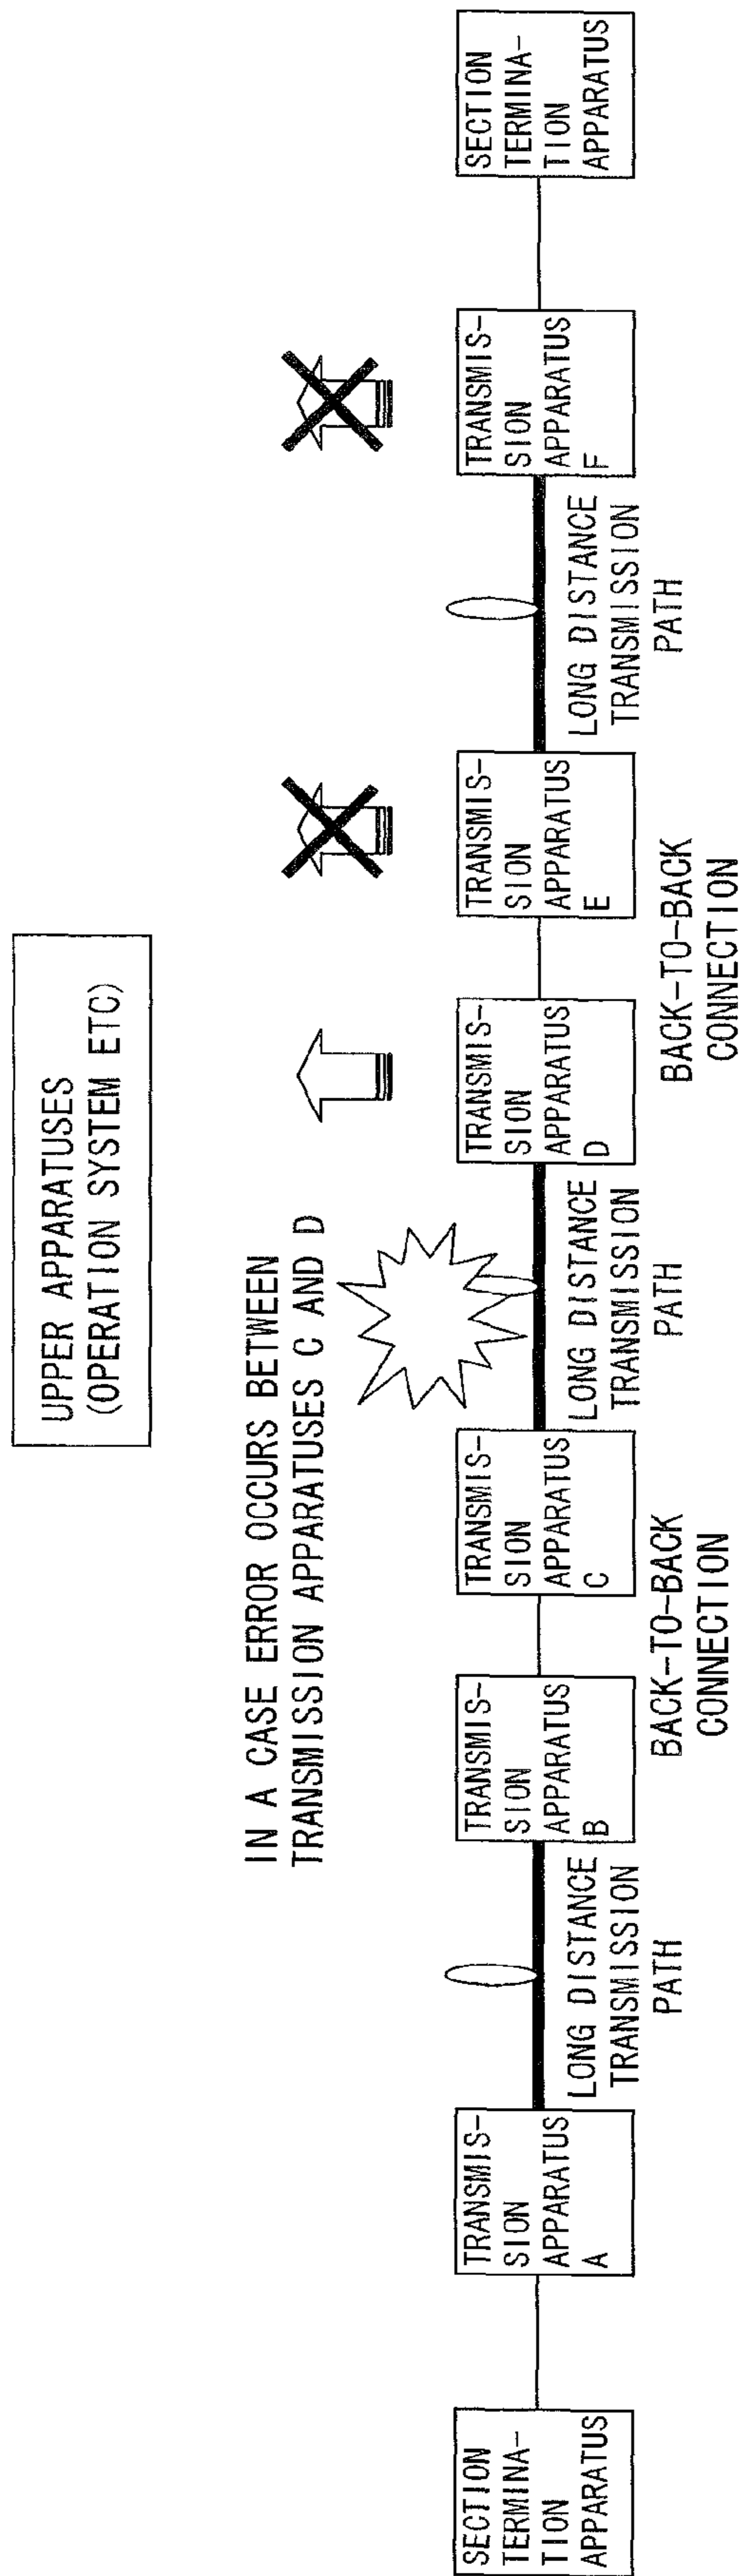 UPPER APPARATUSES
(OPERATION SYSTEM ETC)
IN A CASE ERROR OCCURS BETWEEN
TRANSMISSION APPARATUSES C AND D
SECTION
TERMINA-
TION
APPARATUS
TRANSMIS-
SION
APPARATUS
A
LONG DISTANCE
TRANSMISSION
PATH
TRANSMIS-
SION
APPARATUS
B
BACK-TO-BACK
CONNECTION
TRANSMIS-
SION
APPARATUS
C
LONG DISTANCE
TRANSMISSION
PATH
TRANSMIS-
SION
APPARATUS
D
BACK-TO-BACK
CONNECTION
TRANSMIS-
SION
APPARATUS
E
LONG DISTANCE
TRANSMISSION
PATH
TRANSMIS-
SION
APPARATUS
F
SECTION
TERMINA-
TION
APPARATUS